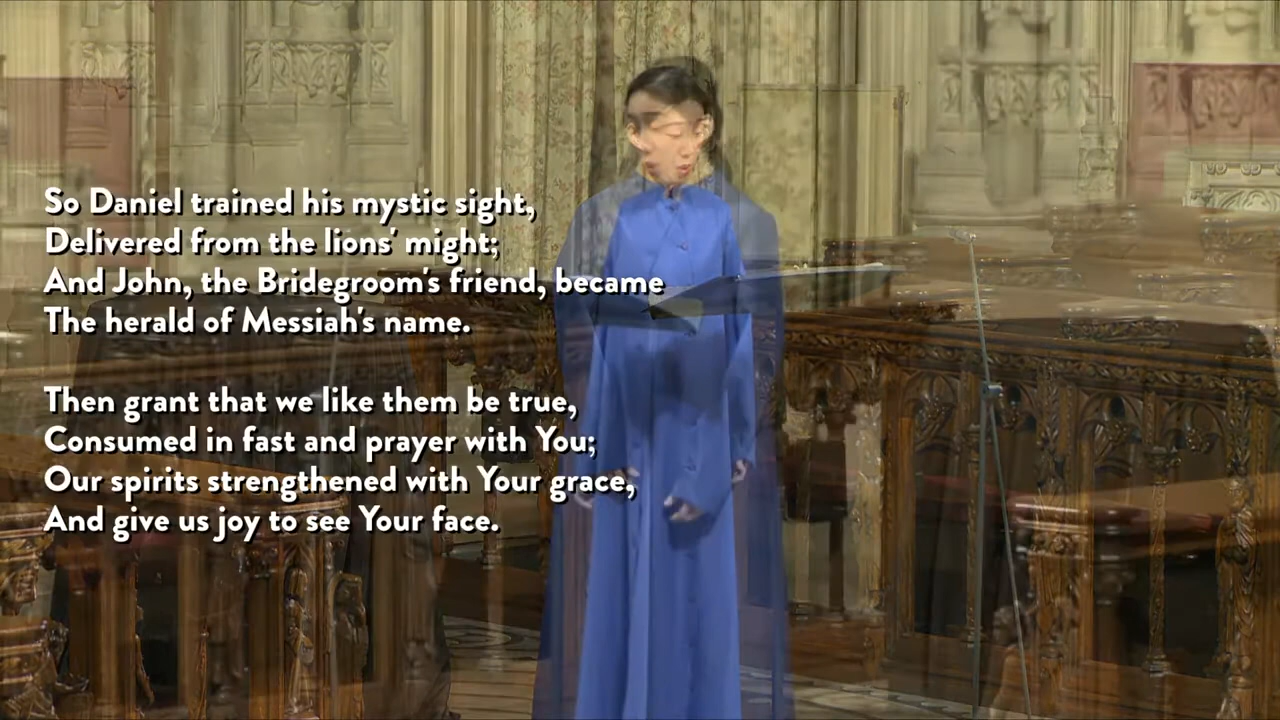 So Daniel trained his mystic sight,
Delivered from the lions' might;
And John, the Bridegroom's friend, became
The herald of Messiah's name.
Then grant that we like them be true,
Consumed in fast and prayer with You;
Our spirits strengthened with Your grace,
And give us joy to see Your face.